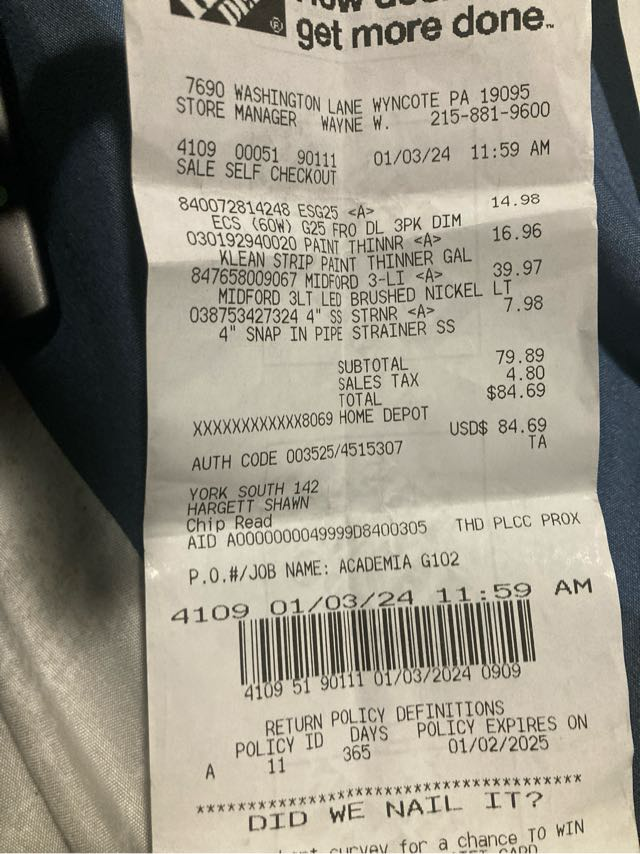 get more done.™
7690 WASHINGTON LANE WYNCOTE PA 19095
STORE MANAGER WAYNE W. 215-881-9600
4109 00051 90111 01/03/24 11:59 AM
SALE SELF CHECKOUT
840072814248 ESG25 <A> 14.98
ECS (60W) G25 FRO DL 3PK DIM
030192940020 PAINT THINNR <A> 16.96
KLEAN STRIP PAINT THINNER GAL
847658009067 MIDFORD 3-LI <A> 39.97
MIDFORD 3LT LED BRUSHED NICKEL LT
038753427324 4" SS STRNR <A> 7.98
4" SNAP IN PIPE STRAINER SS
SUBTOTAL 79.89
SALES TAX 4.80
TOTAL $84.69
XXXXXXXXXXXX8069 HOME DEPOT
USD$ 84.69
AUTH CODE 003525/4515307 TA
YORK SOUTH 142
HARGETT SHAWN
Chip Read
AID A0000000049999D8400305 THD PLCC PROX
P.O.#/JOB NAME: ACADEMIA G102
4109 01/03/24 11:59 AM
4109 51 90111 01/03/2024 0909
RETURN POLICY DEFINITIONS
POLICY ID DAYS POLICY EXPIRES ON
A 11 365 01/02/2025
****************************************
DID WE NAIL IT?
survey for a chance TO WIN